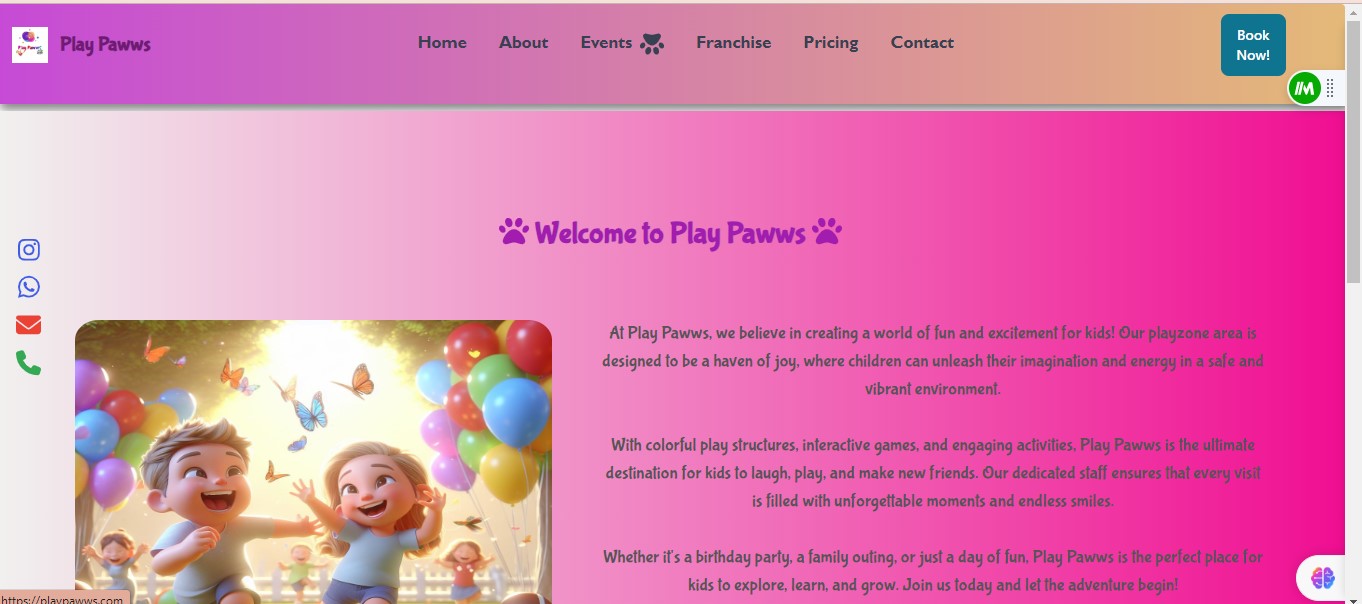 Play Pawws
Play Pawws
Home
About
Events
Franchise
Pricing
Contact
Book
Now!
Welcome to Play Pawws
At Play Pawws, we believe in creating a world of fun and excitement for kids! Our playzone area is
designed to be a haven of joy, where children can unleash their imagination and energy in a safe and
vibrant environment.
With colorful play structures, interactive games, and engaging activities, Play Pawws is the ultimate
destination for kids to laugh, play, and make new friends. Our dedicated staff ensures that every visit
is filled with unforgettable moments and endless smiles.
Whether it's a birthday party, a family outing, or just a day of fun, Play Pawws is the perfect place for
kids to explore, learn, and grow. Join us today and let the adventure begin!
https://playpawws.com